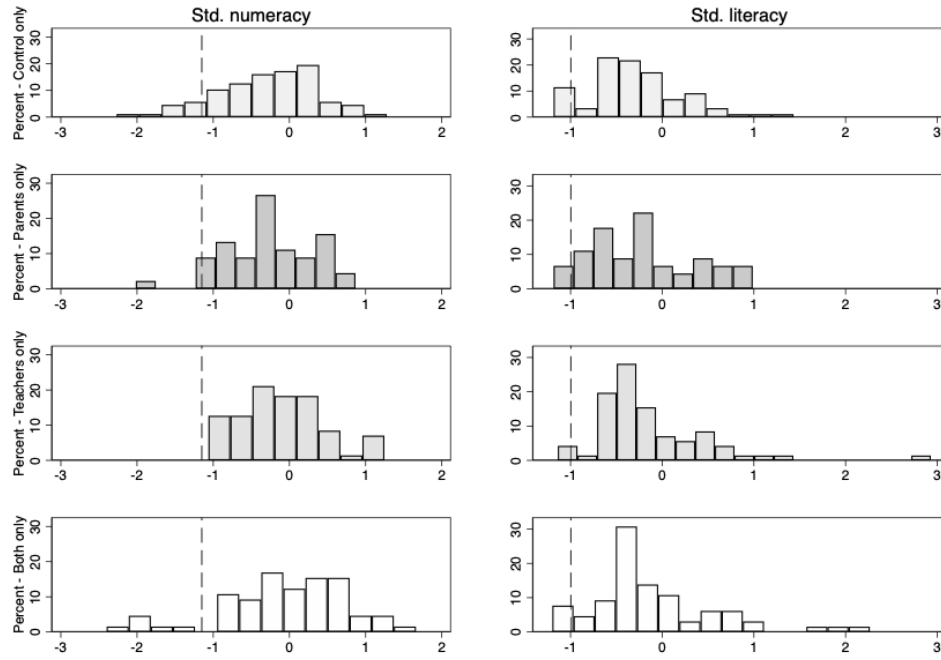 Std. numeracy
Std. literacy
Percent - Control only
30
20
10
0
-3 -2 -1 0 1 2
30
20
10
0
-1 0 1 2 3
Percent - Parents only
30
20
10
0
-3 -2 -1 0 1 2
30
20
10
0
-1 0 1 2 3
Percent - Teachers only
30
20
10
0
-3 -2 -1 0 1 2
30
20
10
0
-1 0 1 2 3
Percent - Both only
30
20
10
0
-3 -2 -1 0 1 2
30
20
10
0
-1 0 1 2 3